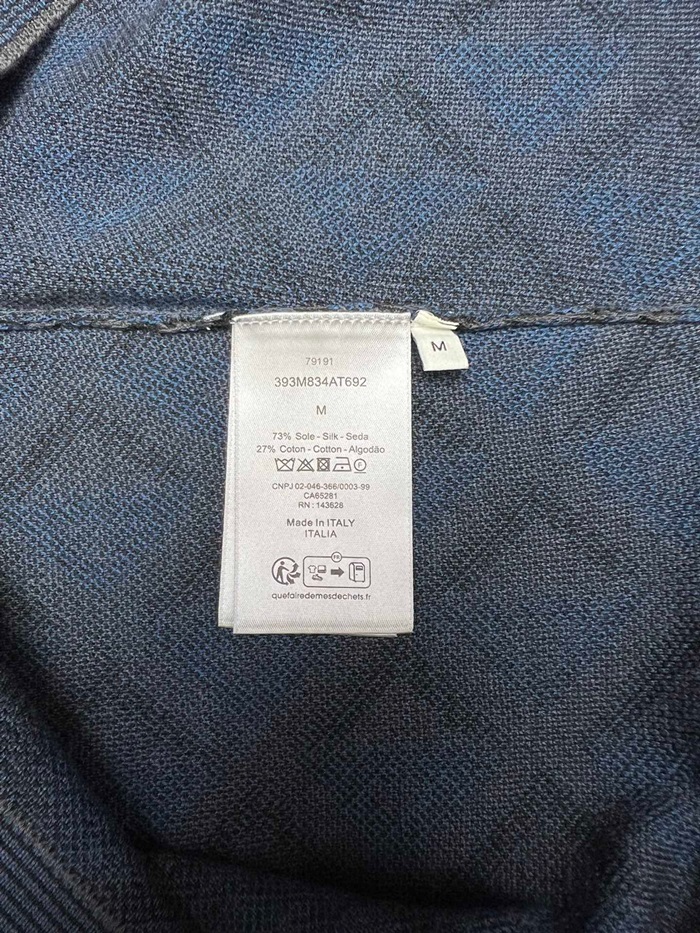 M
79191
393M834AT692
M
73% Soie - Silk - Seda
27% Coton - Cotton - Algodão
F
CNPJ 02-046-366/0003-99
CA65281
RN : 143628
Made In ITALY
ITALIA
FR
quefairedemesdechets.fr